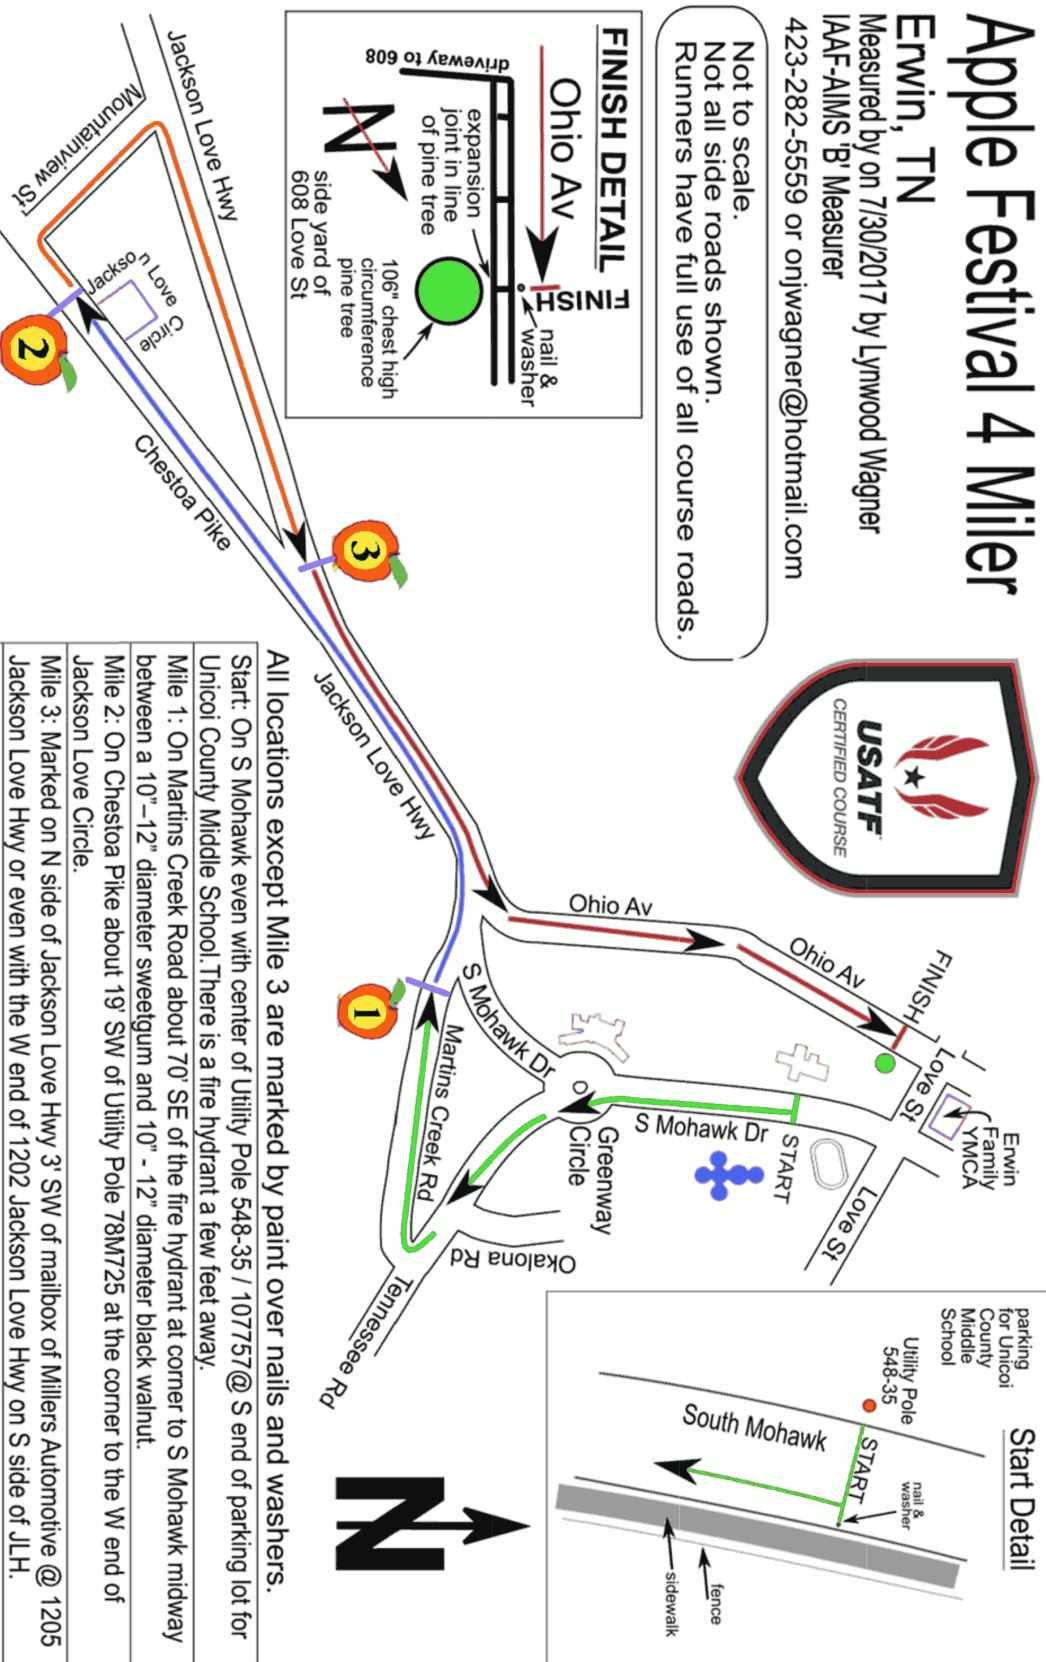 Apple Festival 4 Miler
Erwin, TN
Measured by on 7/30/2017 by Lynwood Wagner
IAAF-AIMS 'B' Measurer
423-282-5559 or onjwagner@hotmail.com
Not to scale.
Not all side roads shown.
Runners have full use of all course roads.
FINISH DETAIL
Ohio Av
FINISH
driveway to 608
nail &
washer
expansion
joint in line
of pine tree
N
106" chest high
circumference
pine tree
side yard of
608 Love St
USATF
CERTIFIED COURSE
Jackson Love Hwy
Mountainview St
Jackson Love Circle
2
Chestoa Pike
3
Jackson Love Hwy
Ohio Av
Ohio Av
FINISH
Love St
Erwin
Family
YMCA
Love St
START
S Mohawk Dr
Greenway
Circle
S Mohawk Dr
1
Martins Creek Rd
Okalona Rd
Tennessee Rd
Start Detail
parking
for Unicoi
County
Middle
School
Utility Pole
548-35
START
nail &
washer
South Mohawk
fence
sidewalk
N
All locations except Mile 3 are marked by paint over nails and washers.
Start: On S Mohawk even with center of Utility Pole 548-35 / 107757@ S end of parking lot for
Unicoi County Middle School.There is a fire hydrant a few feet away.
Mile 1: On Martins Creek Road about 70' SE of the fire hydrant at corner to S Mohawk midway
between a 10"–12" diameter sweetgum and 10" - 12" diameter black walnut.
Mile 2: On Chestoa Pike about 19' SW of Utility Pole 78M725 at the corner to the W end of
Jackson Love Circle.
Mile 3: Marked on N side of Jackson Love Hwy 3' SW of mailbox of Millers Automotive @ 1205
Jackson Love Hwy or even with the W end of 1202 Jackson Love Hwy on S side of JLH.